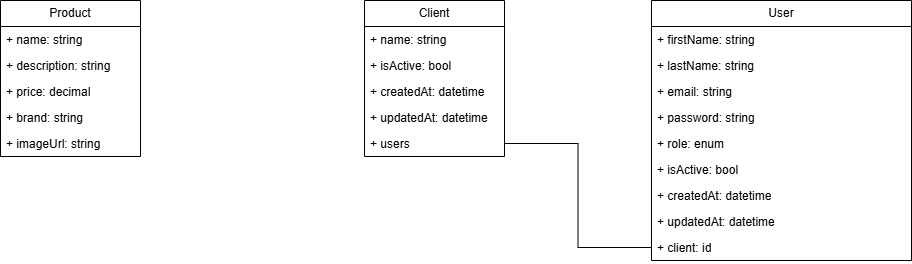 Product
+ name: string
+ description: string
+ price: decimal
+ brand: string
+ imageUrl: string
Client
+ name: string
+ isActive: bool
+ createdAt: datetime
+ updatedAt: datetime
+ users
User
+ firstName: string
+ lastName: string
+ email: string
+ password: string
+ role: enum
+ isActive: bool
+ createdAt: datetime
+ updatedAt: datetime
+ client: id